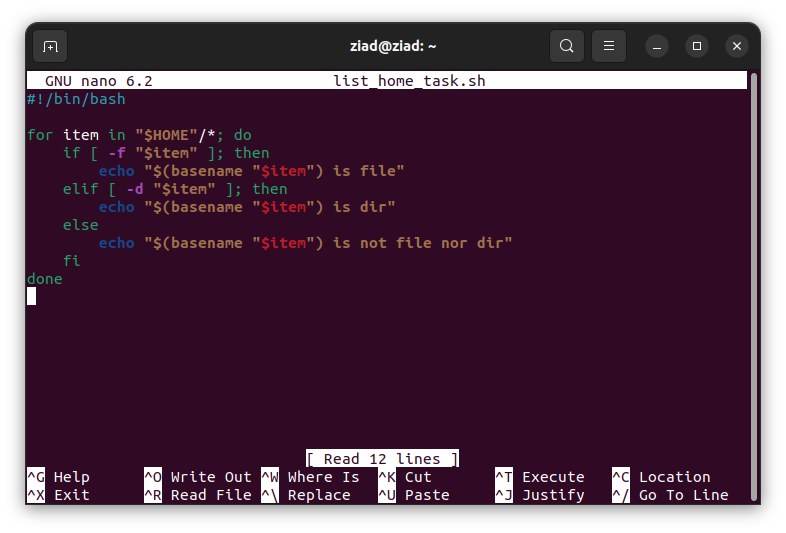 ziad@ziad: ~
GNU nano 6.2 list_home_task.sh
#!/bin/bash

for item in "$HOME"/*; do
    if [ -f "$item" ]; then
        echo "$(basename "$item") is file"
    elif [ -d "$item" ]; then
        echo "$(basename "$item") is dir"
    else
        echo "$(basename "$item") is not file nor dir"
    fi
done
[ Read 12 lines ]
^G Help ^O Write Out ^W Where Is ^K Cut ^T Execute ^C Location
^X Exit ^R Read File ^\ Replace ^U Paste ^J Justify ^/ Go To Line